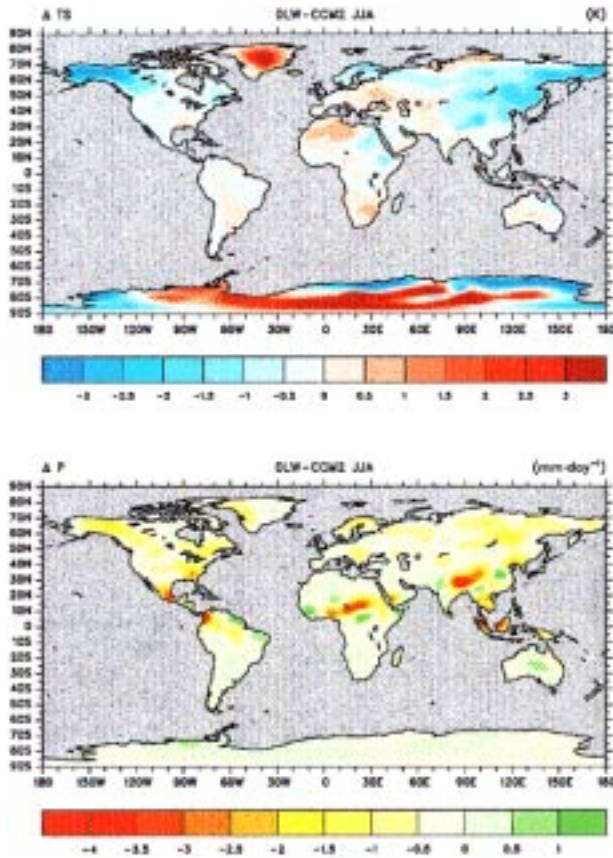 Δ TS DLW-CCM2 JJA (K)
90N
80N
70N
60N
50N
40N
30N
20N
10N
0
10S
20S
30S
40S
50S
60S
70S
80S
90S
180 150W 120W 90W 60W 30W 0 30E 60E 90E 120E 150E 180
-3 -2.5 -2 -1.5 -1 -0.5 0 0.5 1 1.5 2 2.5 3
Δ P DLW-CCM2 JJA (mm·day⁻¹)
90N
80N
70N
60N
50N
40N
30N
20N
10N
0
10S
20S
30S
40S
50S
60S
70S
80S
90S
180 150W 120W 90W 60W 30W 0 30E 60E 90E 120E 150E 180
-4 -3.5 -3 -2.5 -2 -1.5 -1 -0.5 0 0.5 1